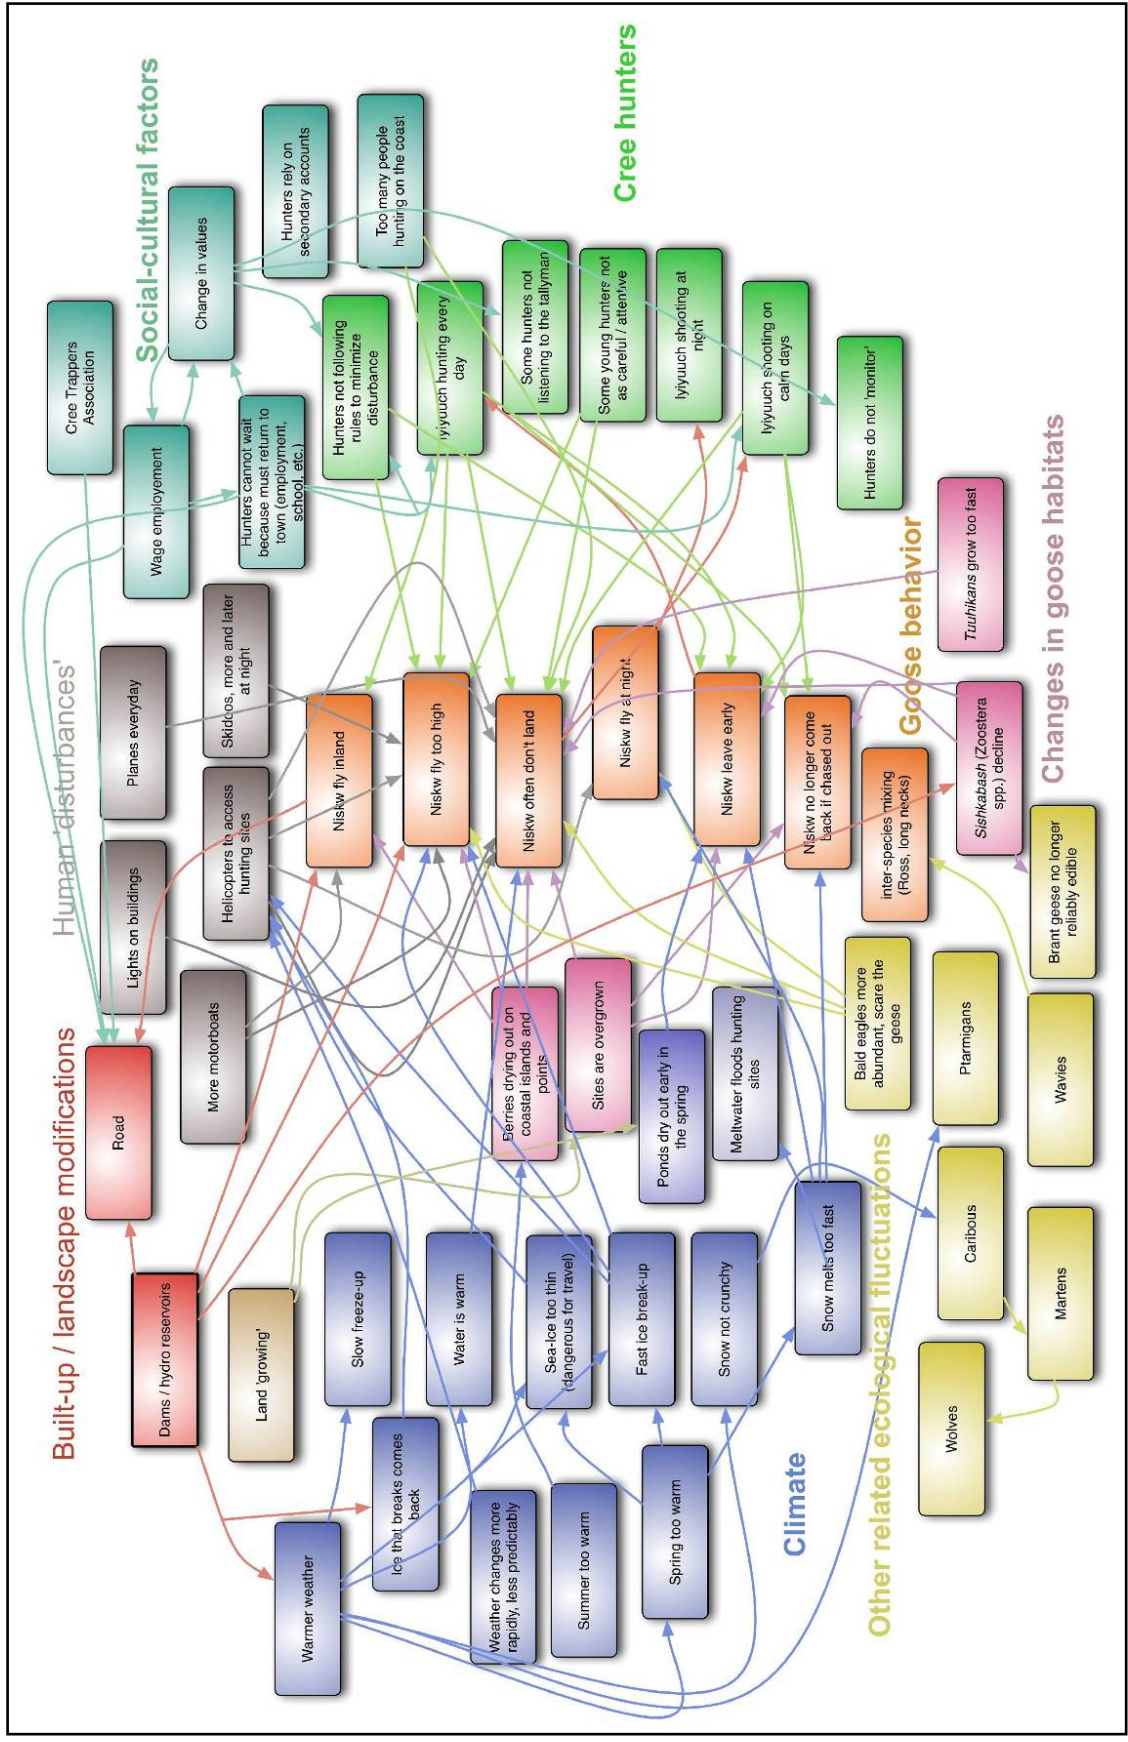 Built-up / landscape modifications
Dams / hydro reservoirs
Road
Land 'growing'
Human 'disturbances'
Lights on buildings
Planes everyday
More motorboats
Helicopters to access
hunting sites
Skidoos, more and later
at night
Social-cultural factors
Cree Trappers
Association
Wage employement
Change in values
Hunters cannot wait
because must return to
town (employment,
school, etc.)
Hunters rely on
secondary accounts
Too many people
hunting on the coast
Cree hunters
Hunters not following
rules to minimize
disturbance
Iyiyuuch hunting every
day
Some hunters not
listening to the tallyman
Some young hunters not
as careful / attentive
Iyiyuuch shooting at
night
Iyiyuuch shooting on
calm days
Hunters do not 'monitor'
Goose behavior
Niskw fly inland
Niskw fly too high
Niskw often don't land
Niskw fly at night
Niskw leave early
Niskw no longer come
back if chased out
inter-species mixing
(Ross, long necks)
Changes in goose habitats
Tuuhikans grow too fast
Sishkabash (Zoostera
spp.) decline
Berries drying out on
coastal islands and
points
Sites are overgrown
Ponds dry out early in
the spring
Meltwater floods hunting
sites
Climate
Warmer weather
Slow freeze-up
Ice that breaks comes
back
Water is warm
Weather changes more
rapidly, less predictably
Sea-Ice too thin
(dangerous for travel)
Summer too warm
Fast ice break-up
Spring too warm
Snow not crunchy
Snow melts too fast
Other related ecological fluctuations
Bald eagles more
abundant, scare the
geese
Ptarmigans
Caribous
Wolves
Martens
Wavies
Brant geese no longer
reliably edible